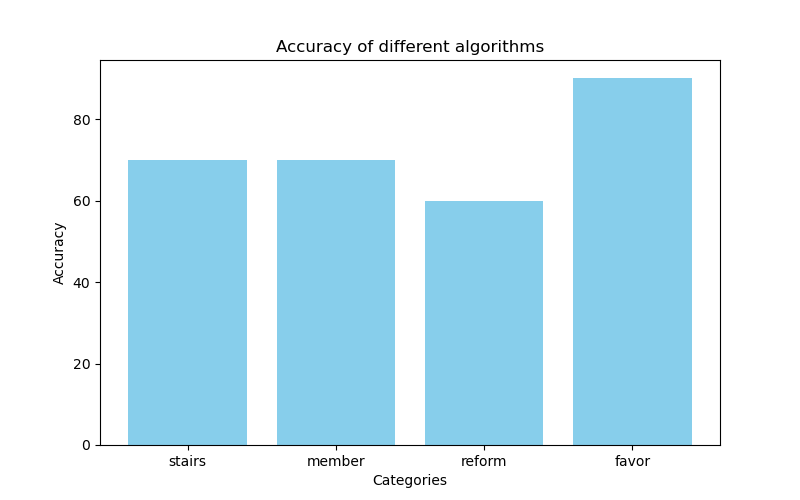 Accuracy of different algorithms
Accuracy
80
60
40
20
0
stairs member reform favor
Categories